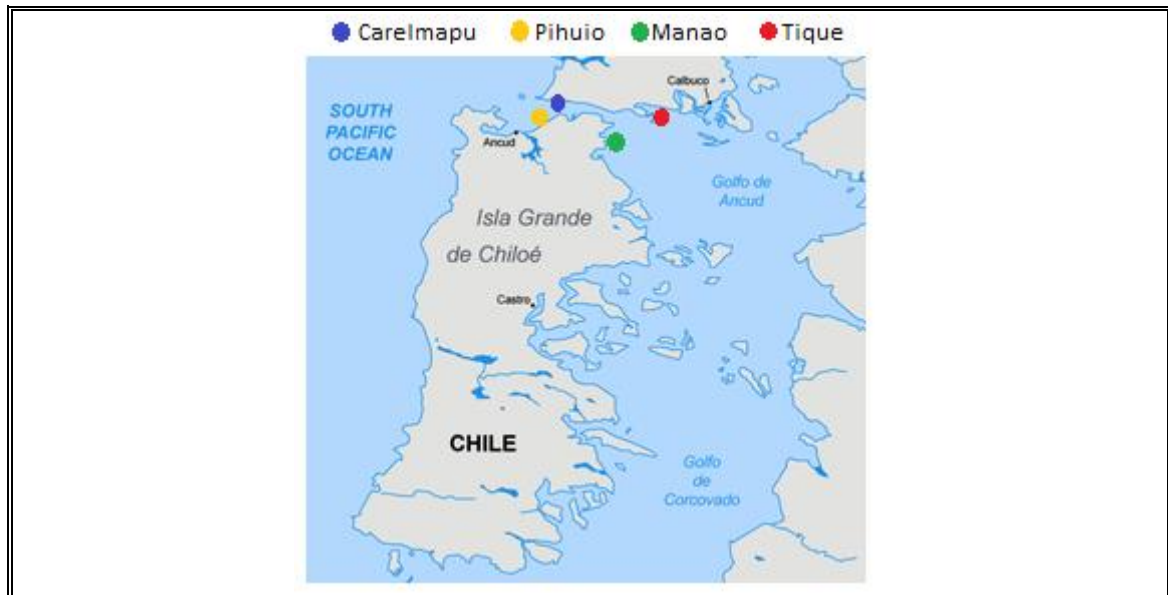 Carelmapu Pihuio Manao Tique
Calbuco
SOUTH
PACIFIC
OCEAN
Ancud
Golfo de
Ancud
Isla Grande
de Chiloé
Castro
CHILE
Golfo
de
Corcovado